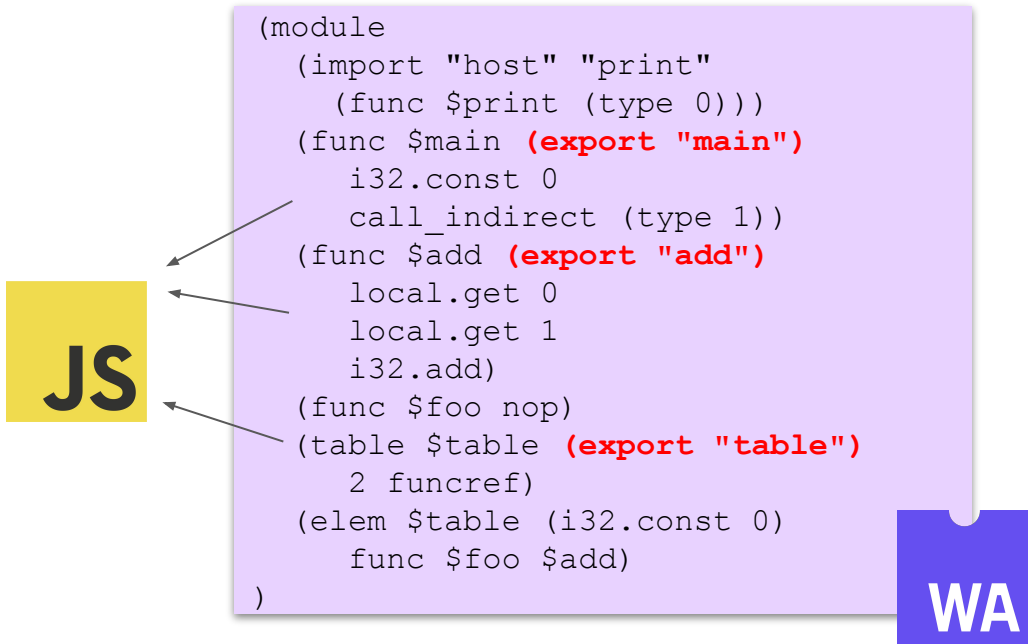 (module
(import "host" "print"
(func $print (type 0)))
(func $main (export "main")
i32.const 0
call_indirect (type 1))
(func $add (export "add")
local.get 0
local.get 1
i32.add)
(func $foo nop)
(table $table (export "table")
2 funcref)
(elem $table (i32.const 0)
func $foo $add)
)
JS
WA